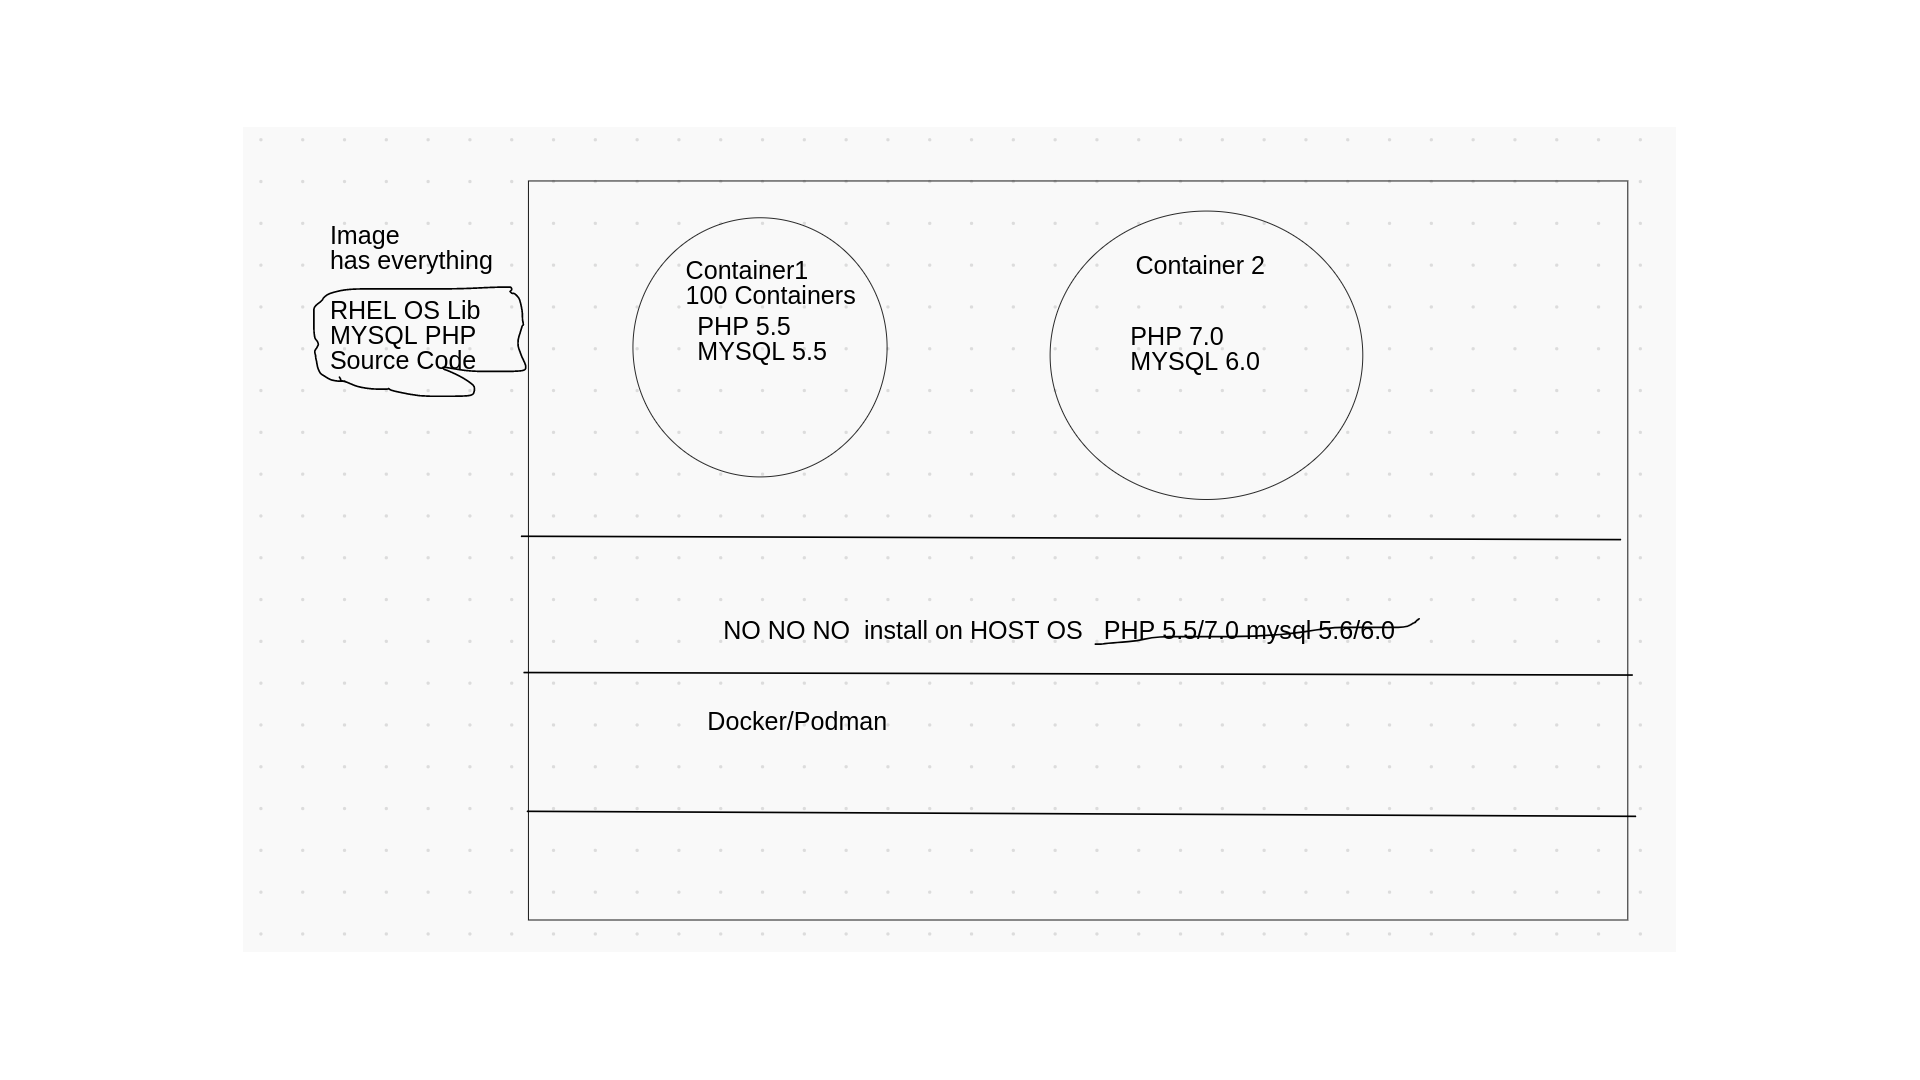 Image
has everything
RHEL OS Lib
MYSQL PHP
Source Code
Container1
100 Containers
PHP 5.5
MYSQL 5.5
Container 2
PHP 7.0
MYSQL 6.0
NO NO NO  install on HOST OS   PHP 5.5/7.0 mysql 5.6/6.0
Docker/Podman